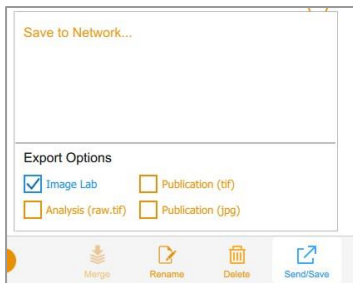 Save to Network...
Export Options
Image Lab Publication (tif)
Analysis (raw.tif) Publication (jpg)
Merge Rename Delete Send/Save